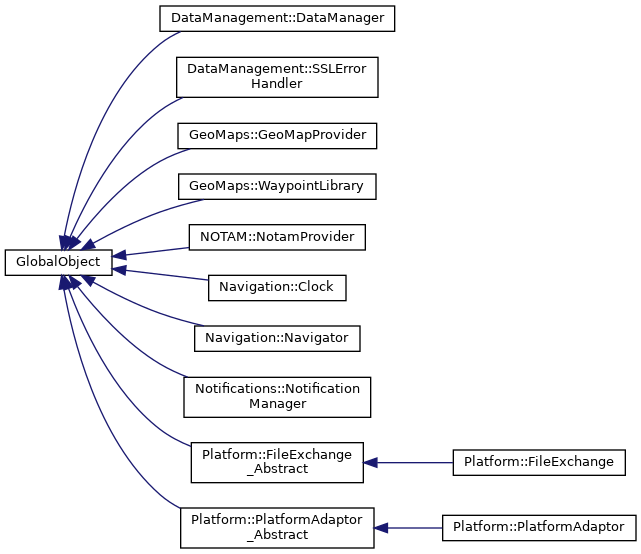 DataManagement::DataManager
DataManagement::SSLError
Handler
GeoMaps::GeoMapProvider
GeoMaps::WaypointLibrary
NOTAM::NotamProvider
GlobalObject
Navigation::Clock
Navigation::Navigator
Notifications::Notification
Manager
Platform::FileExchange
_Abstract
Platform::FileExchange
Platform::PlatformAdaptor
_Abstract
Platform::PlatformAdaptor